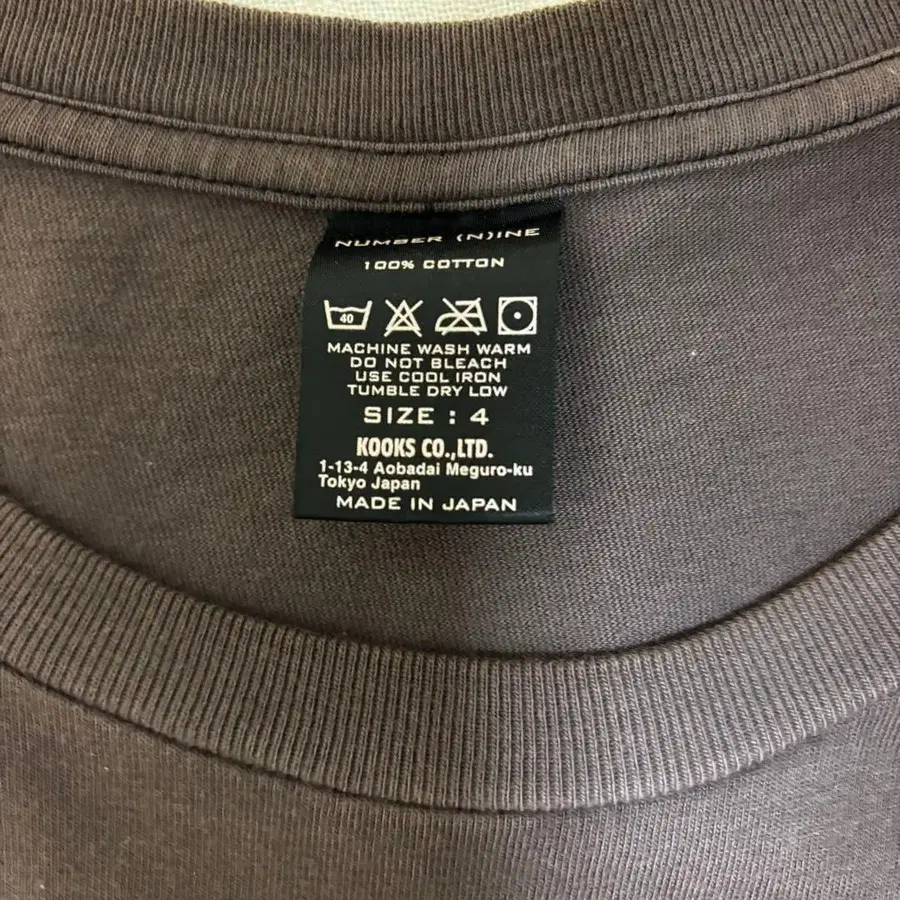 NUMBER (N)INE
100% COTTON
40
MACHINE WASH WARM
DO NOT BLEACH
USE COOL IRON
TUMBLE DRY LOW
SIZE : 4
KOOKS CO.,LTD.
1-13-4 Aobadai Meguro-ku
Tokyo Japan
MADE IN JAPAN